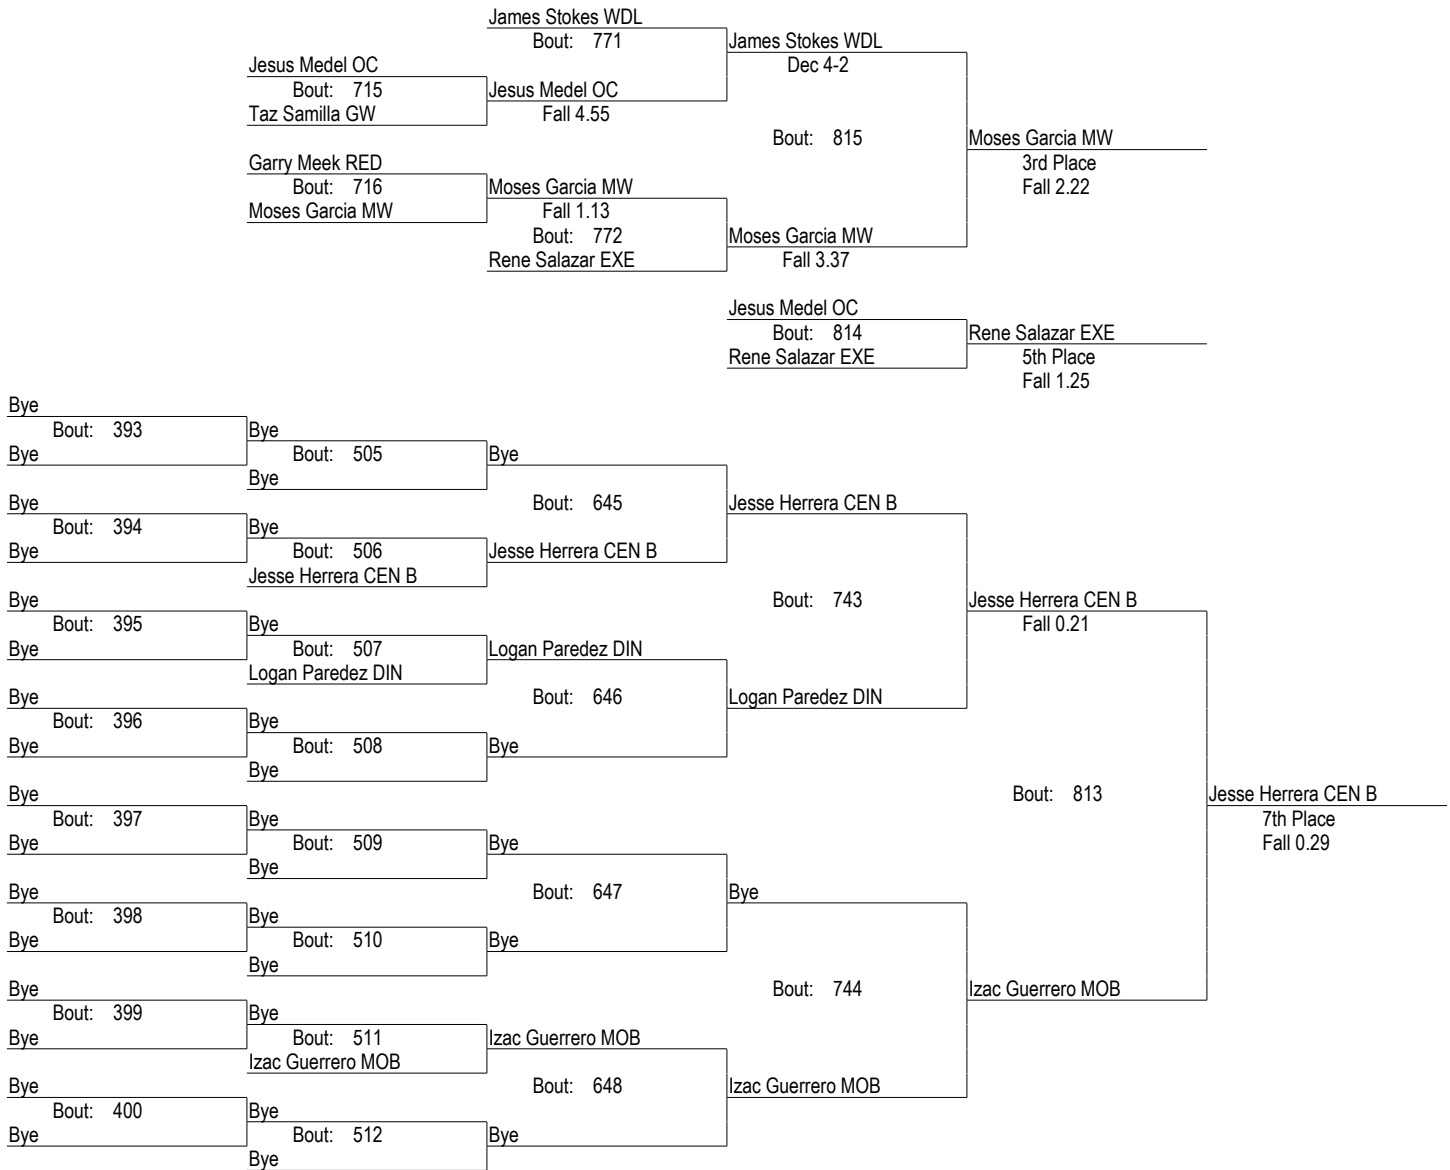 James Stokes WDL
Bout: 771 James Stokes WDL
Jesus Medel OC Dec 4-2
Bout: 715 Jesus Medel OC
Taz Samilla GW Fall 4.55
Bout: 815 Moses Garcia MW
Garry Meek RED 3rd Place
Bout: 716 Moses Garcia MW Fall 2.22
Moses Garcia MW Fall 1.13
Bout: 772 Moses Garcia MW
Rene Salazar EXE Fall 3.37
Jesus Medel OC
Bout: 814 Rene Salazar EXE
Rene Salazar EXE 5th Place
Fall 1.25
Bye
Bout: 393 Bye
Bye Bout: 505 Bye
Bye
Bye Bout: 645 Jesse Herrera CEN B
Bout: 394 Bye
Bye Bout: 506 Jesse Herrera CEN B
Jesse Herrera CEN B
Bye Bout: 743 Jesse Herrera CEN B
Bout: 395 Bye Fall 0.21
Bye Bout: 507 Logan Paredez DIN
Logan Paredez DIN
Bye Bout: 646 Logan Paredez DIN
Bout: 396 Bye
Bye Bout: 508 Bye
Bye
Bye Bout: 813 Jesse Herrera CEN B
Bout: 397 Bye 7th Place
Bye Bout: 509 Bye Fall 0.29
Bye
Bye Bout: 647 Bye
Bout: 398 Bye
Bye Bout: 510 Bye
Bye
Bye Bout: 744 Izac Guerrero MOB
Bout: 399 Bye
Bye Bout: 511 Izac Guerrero MOB
Izac Guerrero MOB
Bye Bout: 648 Izac Guerrero MOB
Bout: 400 Bye
Bye Bout: 512 Bye
Bye